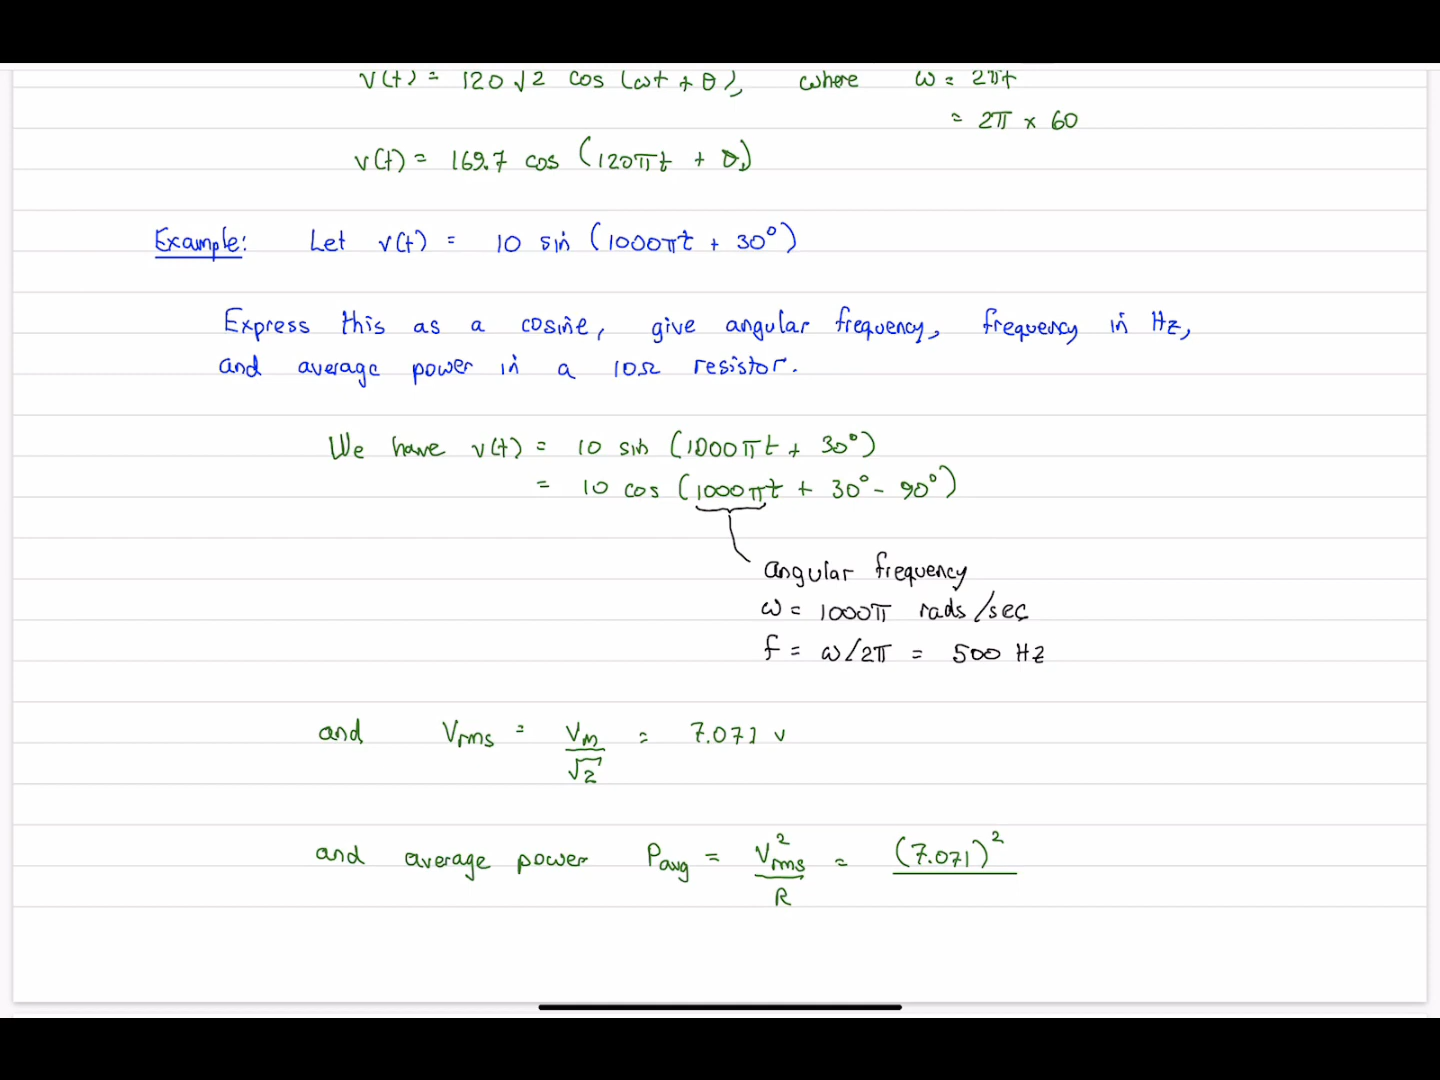 v(t) = 120 √2 cos (ωt + θ), where ω = 2πf
= 2π × 60
v(t) = 169.7 cos (120πt + θ)
Example: Let v(t) = 10 sin (1000πt + 30°)
Express this as a cosine, give angular frequency, frequency in Hz,
and average power in a 10Ω resistor.
We have v(t) = 10 sin (1000πt + 30°)
= 10 cos (1000πt + 30° - 90°)
angular frequency
ω = 1000π rads/sec
f = ω/2π = 500 Hz
and Vrms = Vm/√2 = 7.071 v
and average power Pavg = V²rms/R = (7.071)²